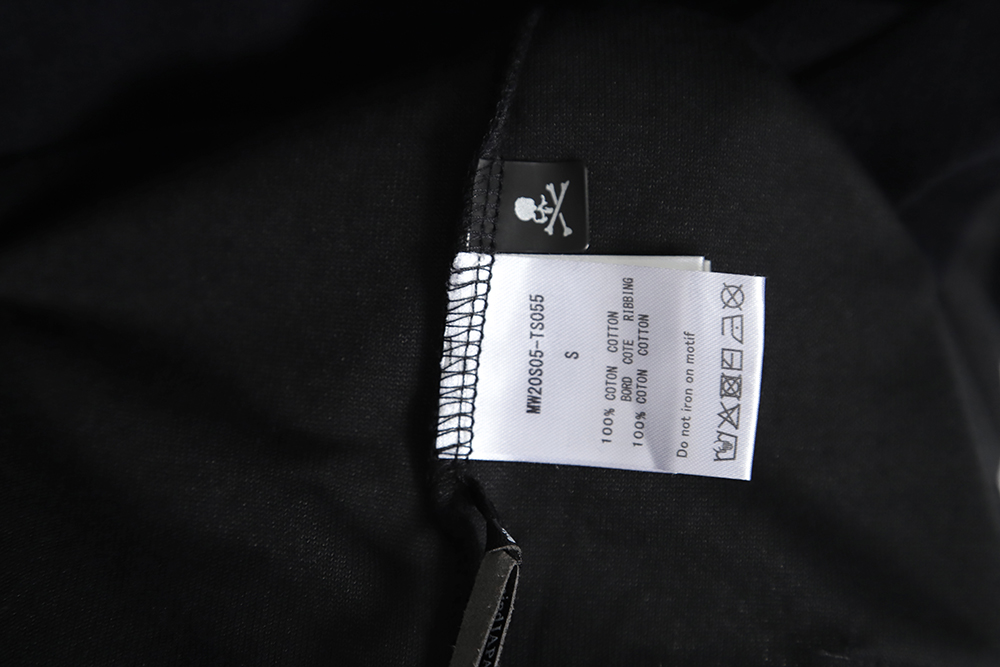 MW20S05-TS055
S
100% COTON COTTON
BORD COTE RIBBING
100% COTON COTTON
Do not iron on motif